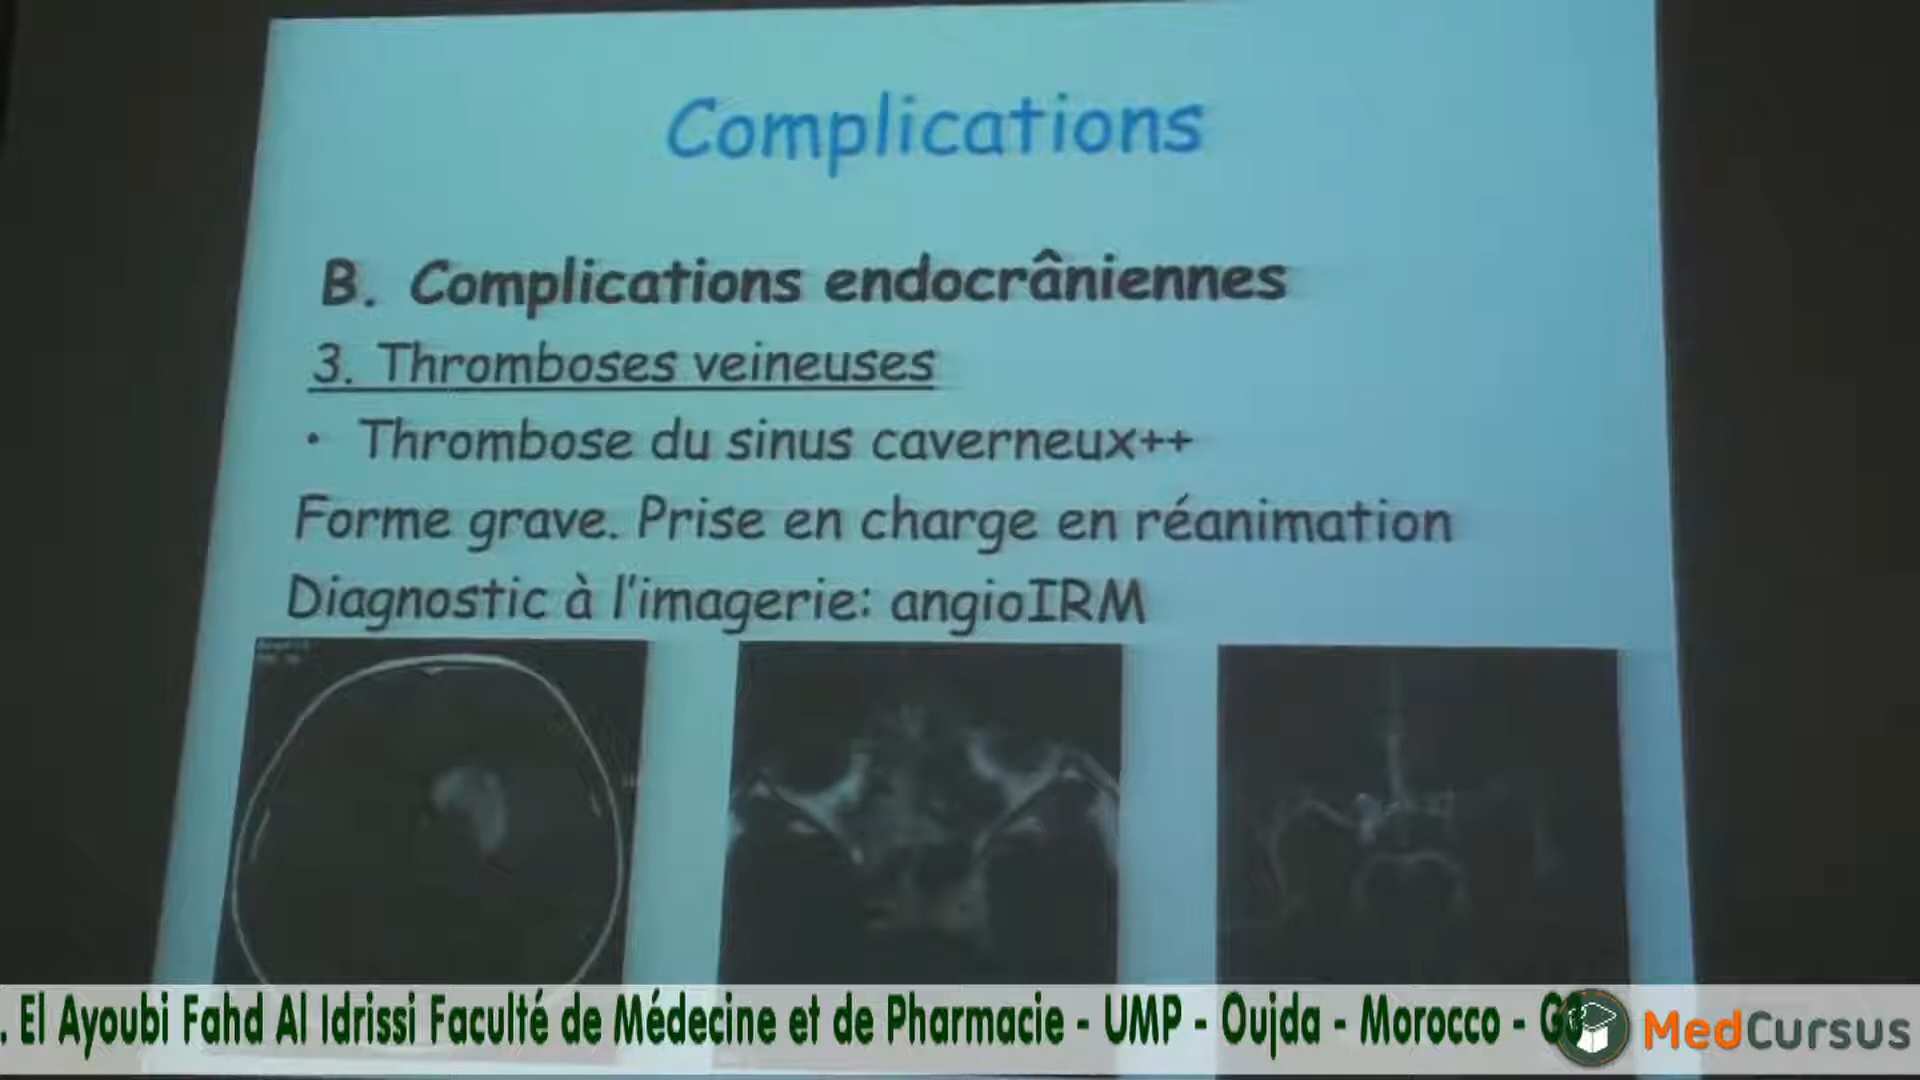 Complications
B. Complications endocrâniennes
3. Thromboses veineuses
• Thrombose du sinus caverneux++
Forme grave. Prise en charge en réanimation
Diagnostic à l'imagerie: angioIRM
. El Ayoubi Fahd Al Idrissi Faculté de Médecine et de Pharmacie - UMP - Oujda - Morocco -
MedCursus